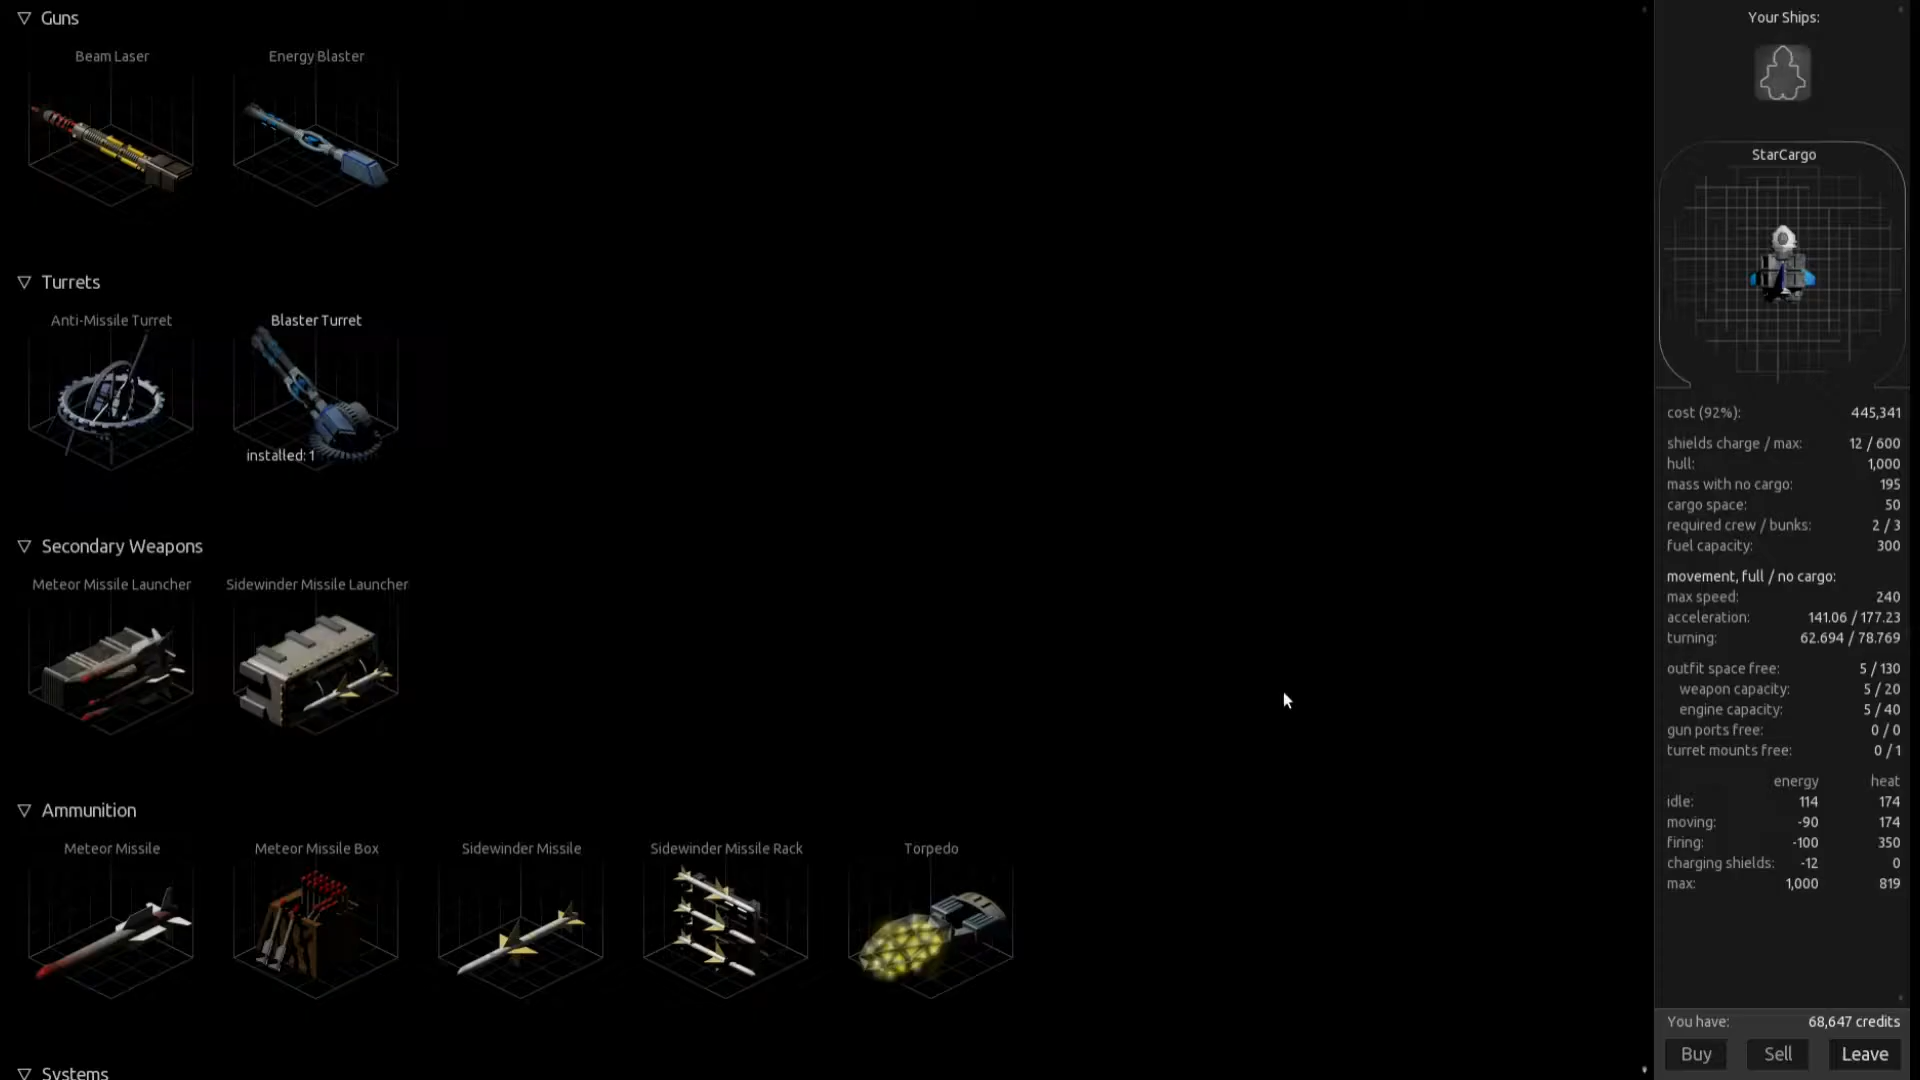 Guns
Beam Laser
Energy Blaster
Turrets
Anti-Missile Turret
Blaster Turret
installed: 1
Secondary Weapons
Meteor Missile Launcher
Sidewinder Missile Launcher
Ammunition
Meteor Missile
Meteor Missile Box
Sidewinder Missile
Sidewinder Missile Rack
Torpedo
Systems
Your Ships:
StarCargo
cost (92%): 445,341
shields charge / max: 12 / 600
hull: 1,000
mass with no cargo: 195
cargo space: 50
required crew / bunks: 2 / 3
fuel capacity: 300
movement, full / no cargo:
max speed: 240
acceleration: 141.06 / 177.23
turning: 62.694 / 78.769
outfit space free: 5 / 130
weapon capacity: 5 / 20
engine capacity: 5 / 40
gun ports free: 0 / 0
turret mounts free: 0 / 1
energy heat
idle: 114 174
moving: -90 174
firing: -100 350
charging shields: -12 0
max: 1,000 819
You have: 68,647 credits
Buy Sell Leave